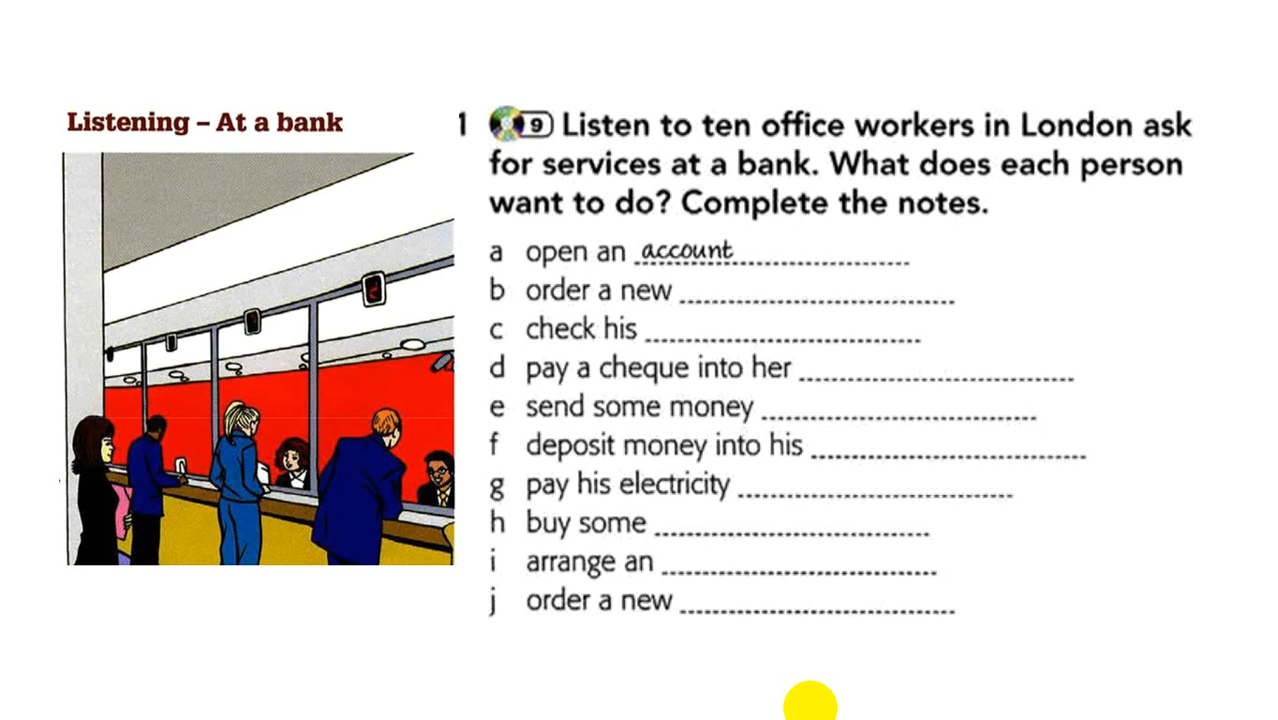 Listening – At a bank
1 9 Listen to ten office workers in London ask
for services at a bank. What does each person
want to do? Complete the notes.
a open an account
b order a new
c check his
d pay a cheque into her
e send some money
f deposit money into his
g pay his electricity
h buy some
i arrange an
j order a new